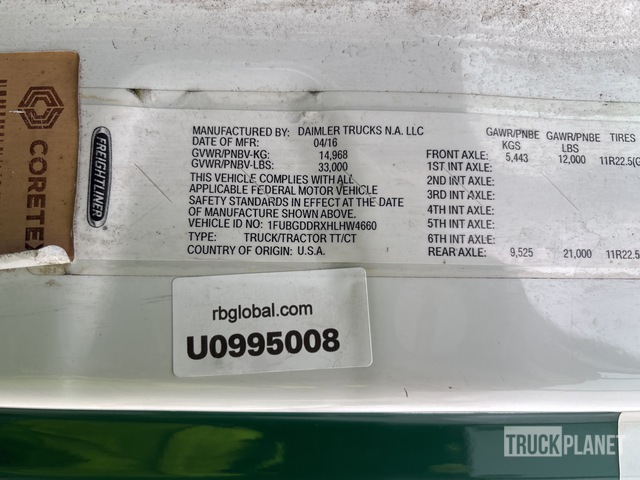 CORETEX
FREIGHTLINER
MANUFACTURED BY: DAIMLER TRUCKS N.A. LLC
DATE OF MFR: 04/16
GVWR/PNBV-KG: 14,968
GVWR/PNBV-LBS: 33,000
THIS VEHICLE COMPLIES WITH ALL
APPLICABLE FEDERAL MOTOR VEHICLE
SAFETY STANDARDS IN EFFECT AT THE DATE
OF MANUFACTURE SHOWN ABOVE
VEHICLE ID NO: 1FUBGDDRXHLHW4660
TYPE: TRUCK/TRACTOR TT/CT
COUNTRY OF ORIGIN: U.S.A.
GAWR/PNBE GAWR/PNBE TIRES
KGS LBS
FRONT AXLE: 5,443 12,000 11R22.5(G
1ST INT AXLE:
2ND INT AXLE:
3RD INT AXLE:
4TH INT AXLE:
5TH INT AXLE:
6TH INT AXLE:
REAR AXLE: 9,525 21,000 11R22.5
rbglobal.com
U0995008
TRUCKPLANET